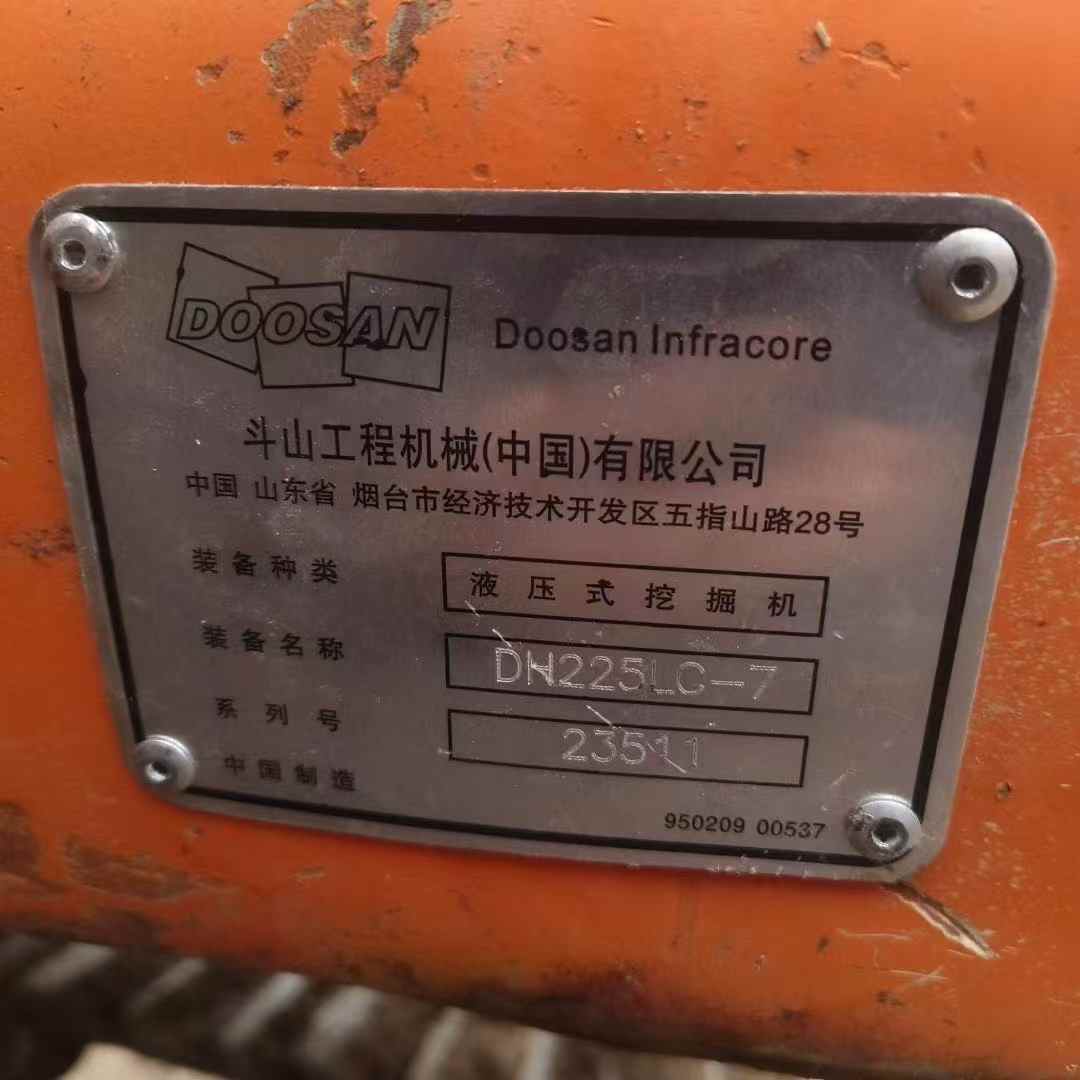 DOOSAN Doosan Infracore
斗山工程机械(中国)有限公司
中国 山东省 烟台市经济技术开发区五指山路28号
装备种类 液压式挖掘机
装备名称 DH225LC-7
系列号 23511
中国制造
950209 00537